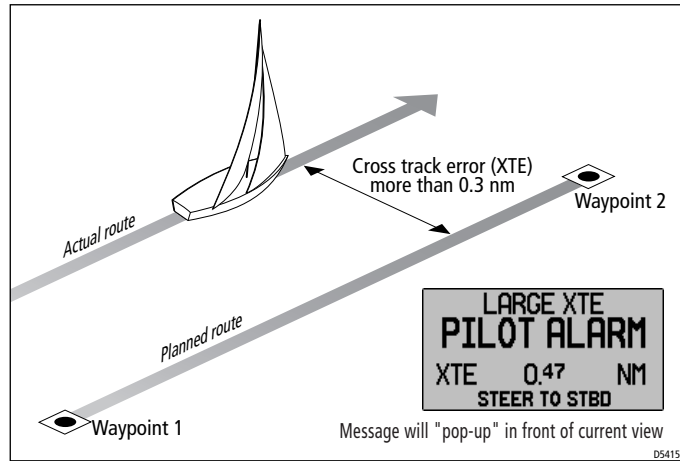 Cross track error (XTE)
more than 0.3 nm
Waypoint 2
Actual route
Planned route
LARGE XTE
PILOT ALARM
XTE 0.47 NM
STEER TO STBD
Waypoint 1
Message will "pop-up" in front of current view
D5415